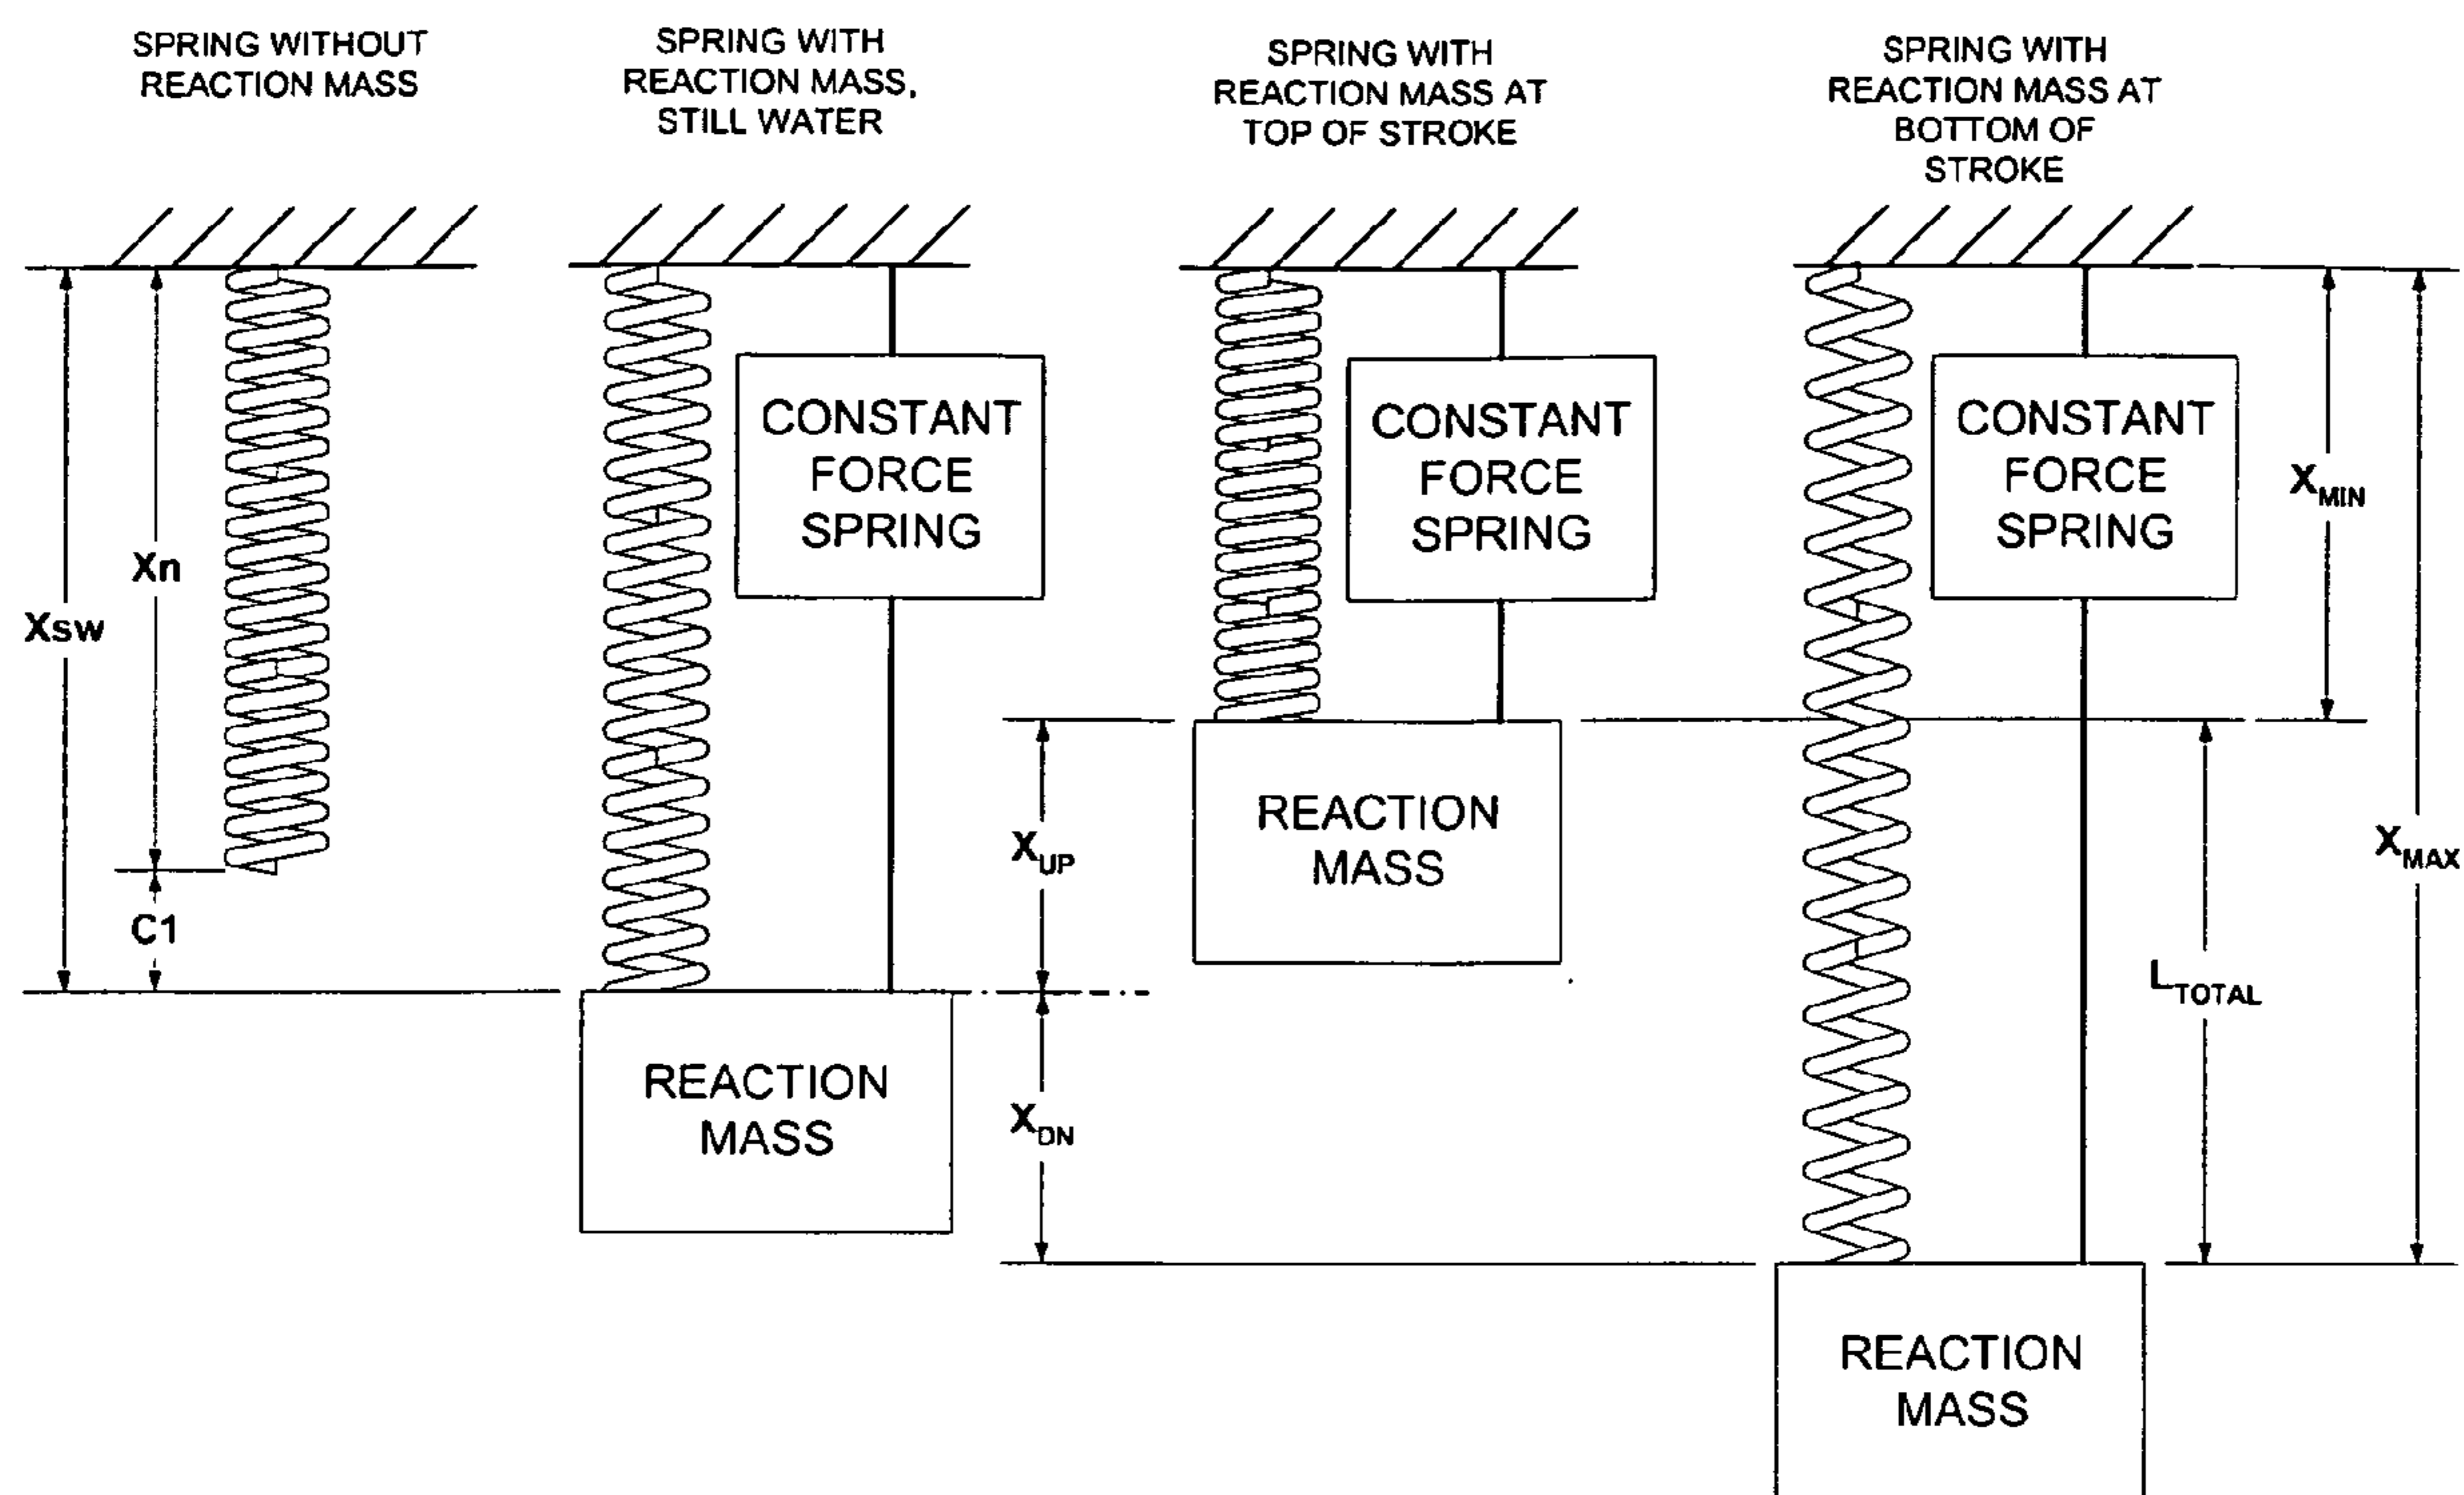 SPRING WITHOUT
REACTION MASS
SPRING WITH
REACTION MASS,
STILL WATER
SPRING WITH
REACTION MASS AT
TOP OF STROKE
SPRING WITH
REACTION MASS AT
BOTTOM OF
STROKE
Xsw
Xn
C1
CONSTANT
FORCE
SPRING
REACTION
MASS
XUP
XDN
CONSTANT
FORCE
SPRING
REACTION
MASS
CONSTANT
FORCE
SPRING
REACTION
MASS
XMIN
LTOTAL
XMAX